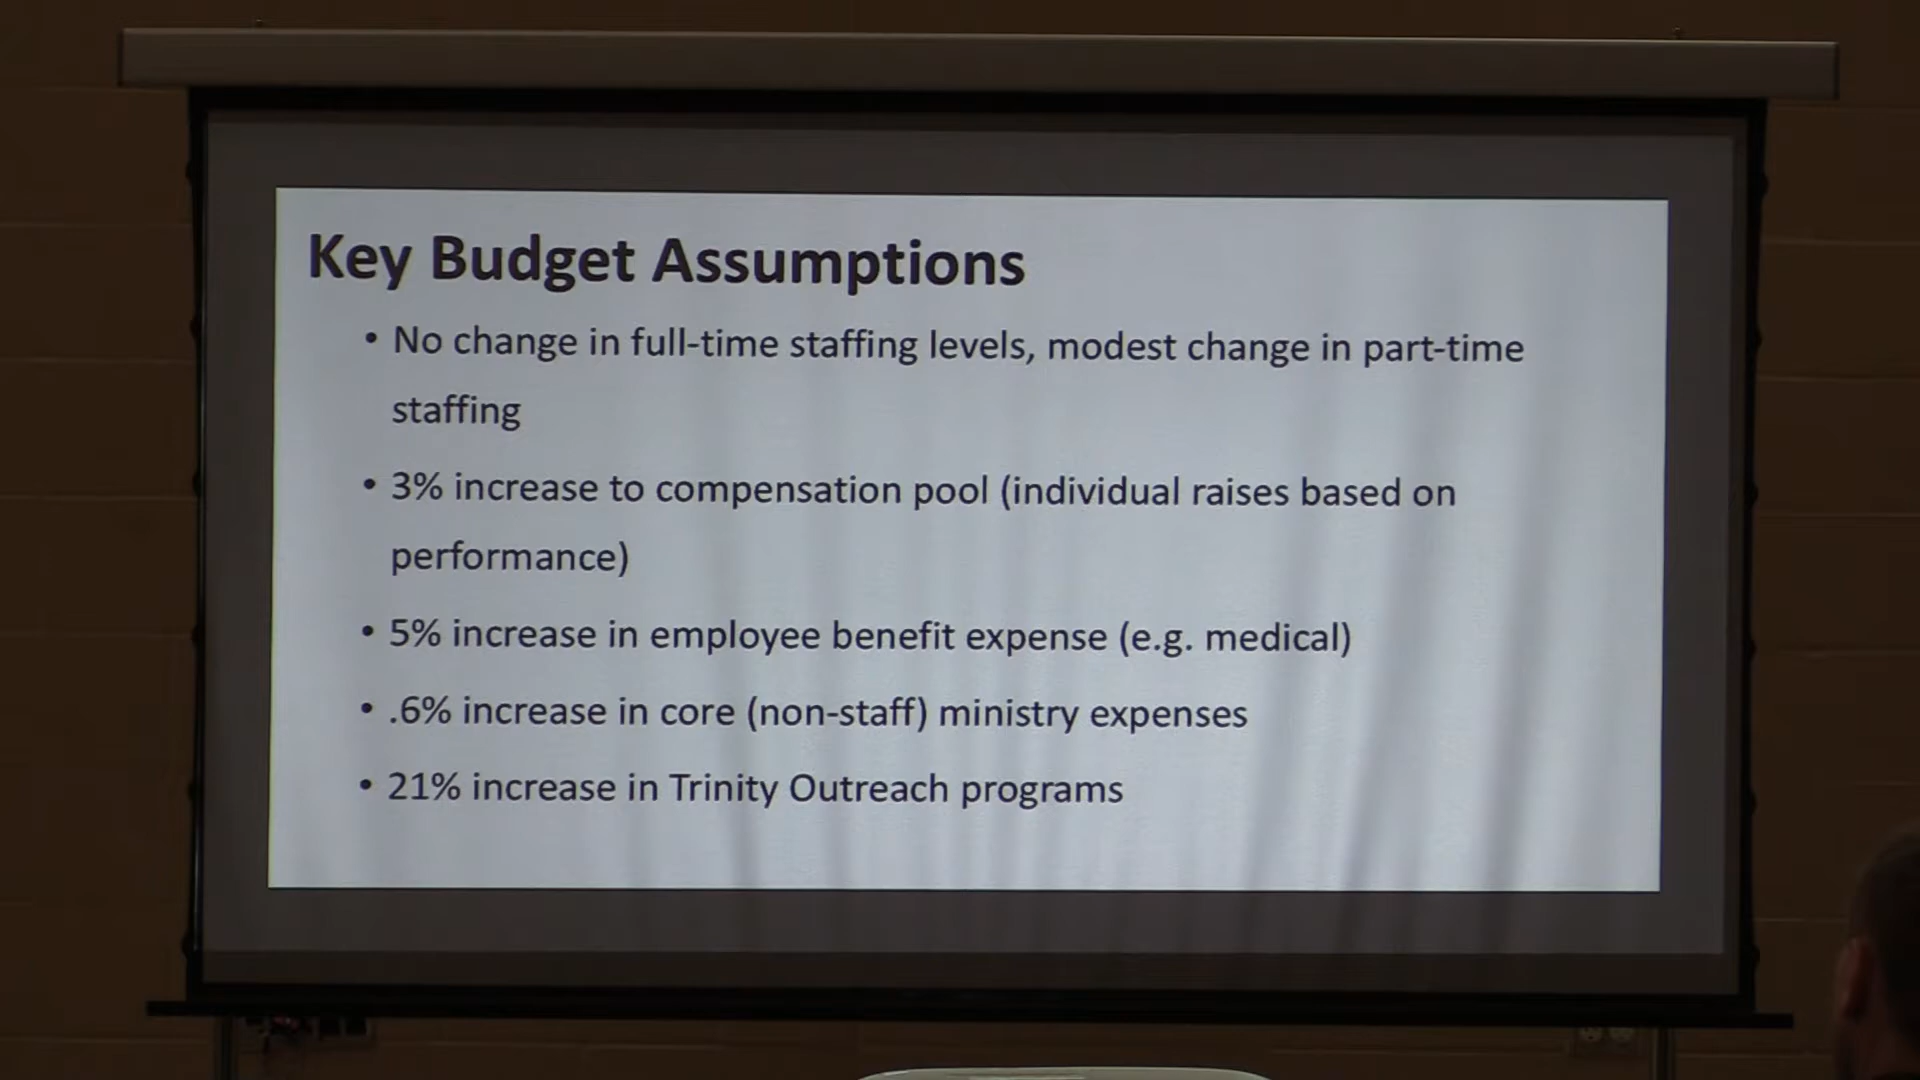 Key Budget Assumptions
• No change in full-time staffing levels, modest change in part-time
staffing
• 3% increase to compensation pool (individual raises based on
performance)
• 5% increase in employee benefit expense (e.g. medical)
• .6% increase in core (non-staff) ministry expenses
• 21% increase in Trinity Outreach programs